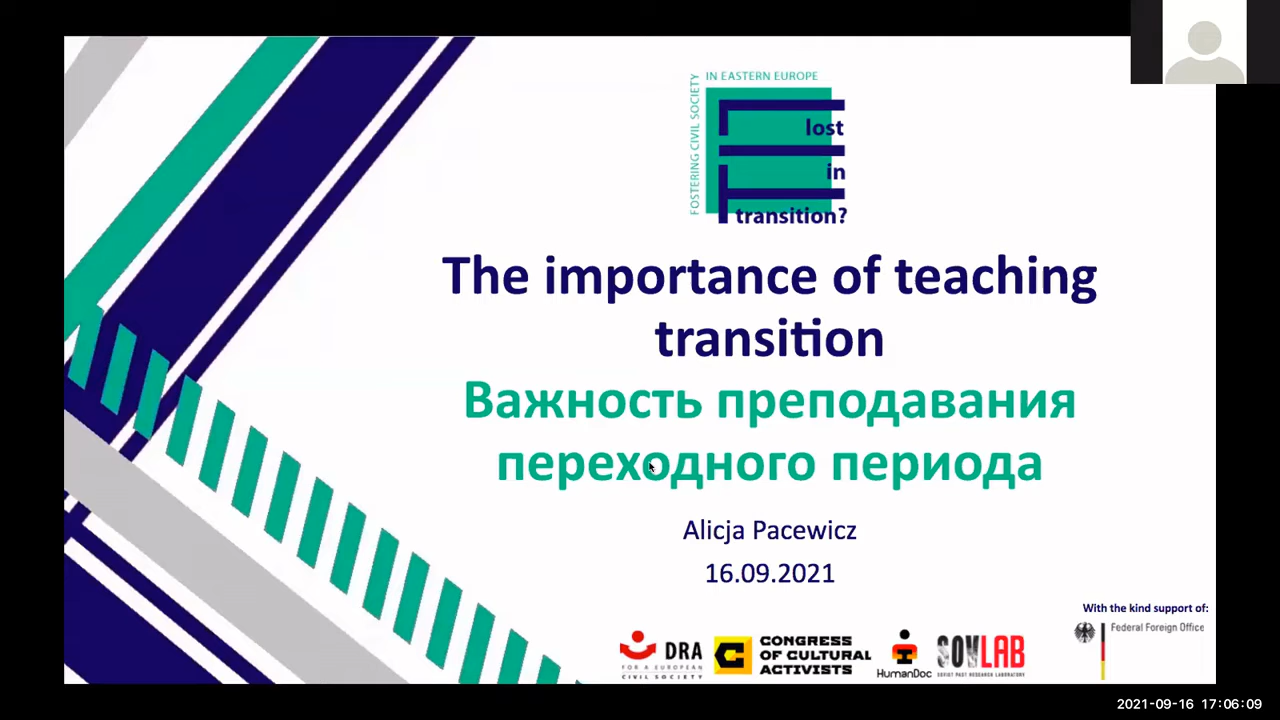 IN EASTERN EUROPE
FOSTERING CIVIL SOCIETY
lost
in
transition?
The importance of teaching
transition
Важность преподавания
переходного периода
Alicja Pacewicz
16.09.2021
With the kind support of:
Federal Foreign Office
DRA
FOR A EUROPEAN
CIVIL SOCIETY
CONGRESS
OF CULTURAL
ACTIVISTS
HumanDoc
SOVLAB
SOVIET PAST RESEARCH LABORATORY
2021-09-16 17:06:09